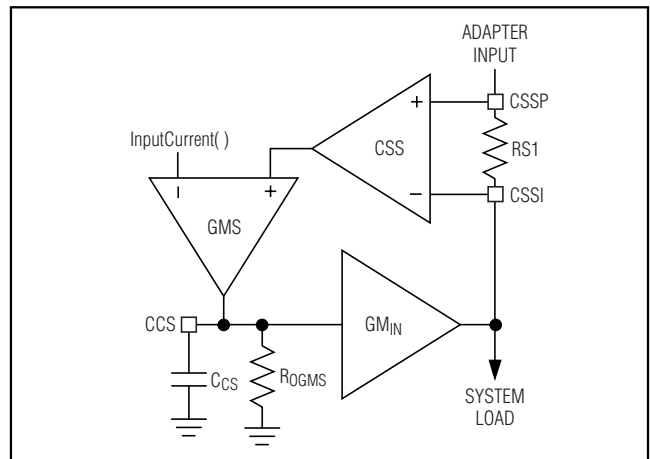 ADAPTER
INPUT
CSSP
+
CSS
RS1
InputCurrent( )
−
CSSI
− +
GMS
CCS
GMIN
CCS
ROGMS
SYSTEM
LOAD